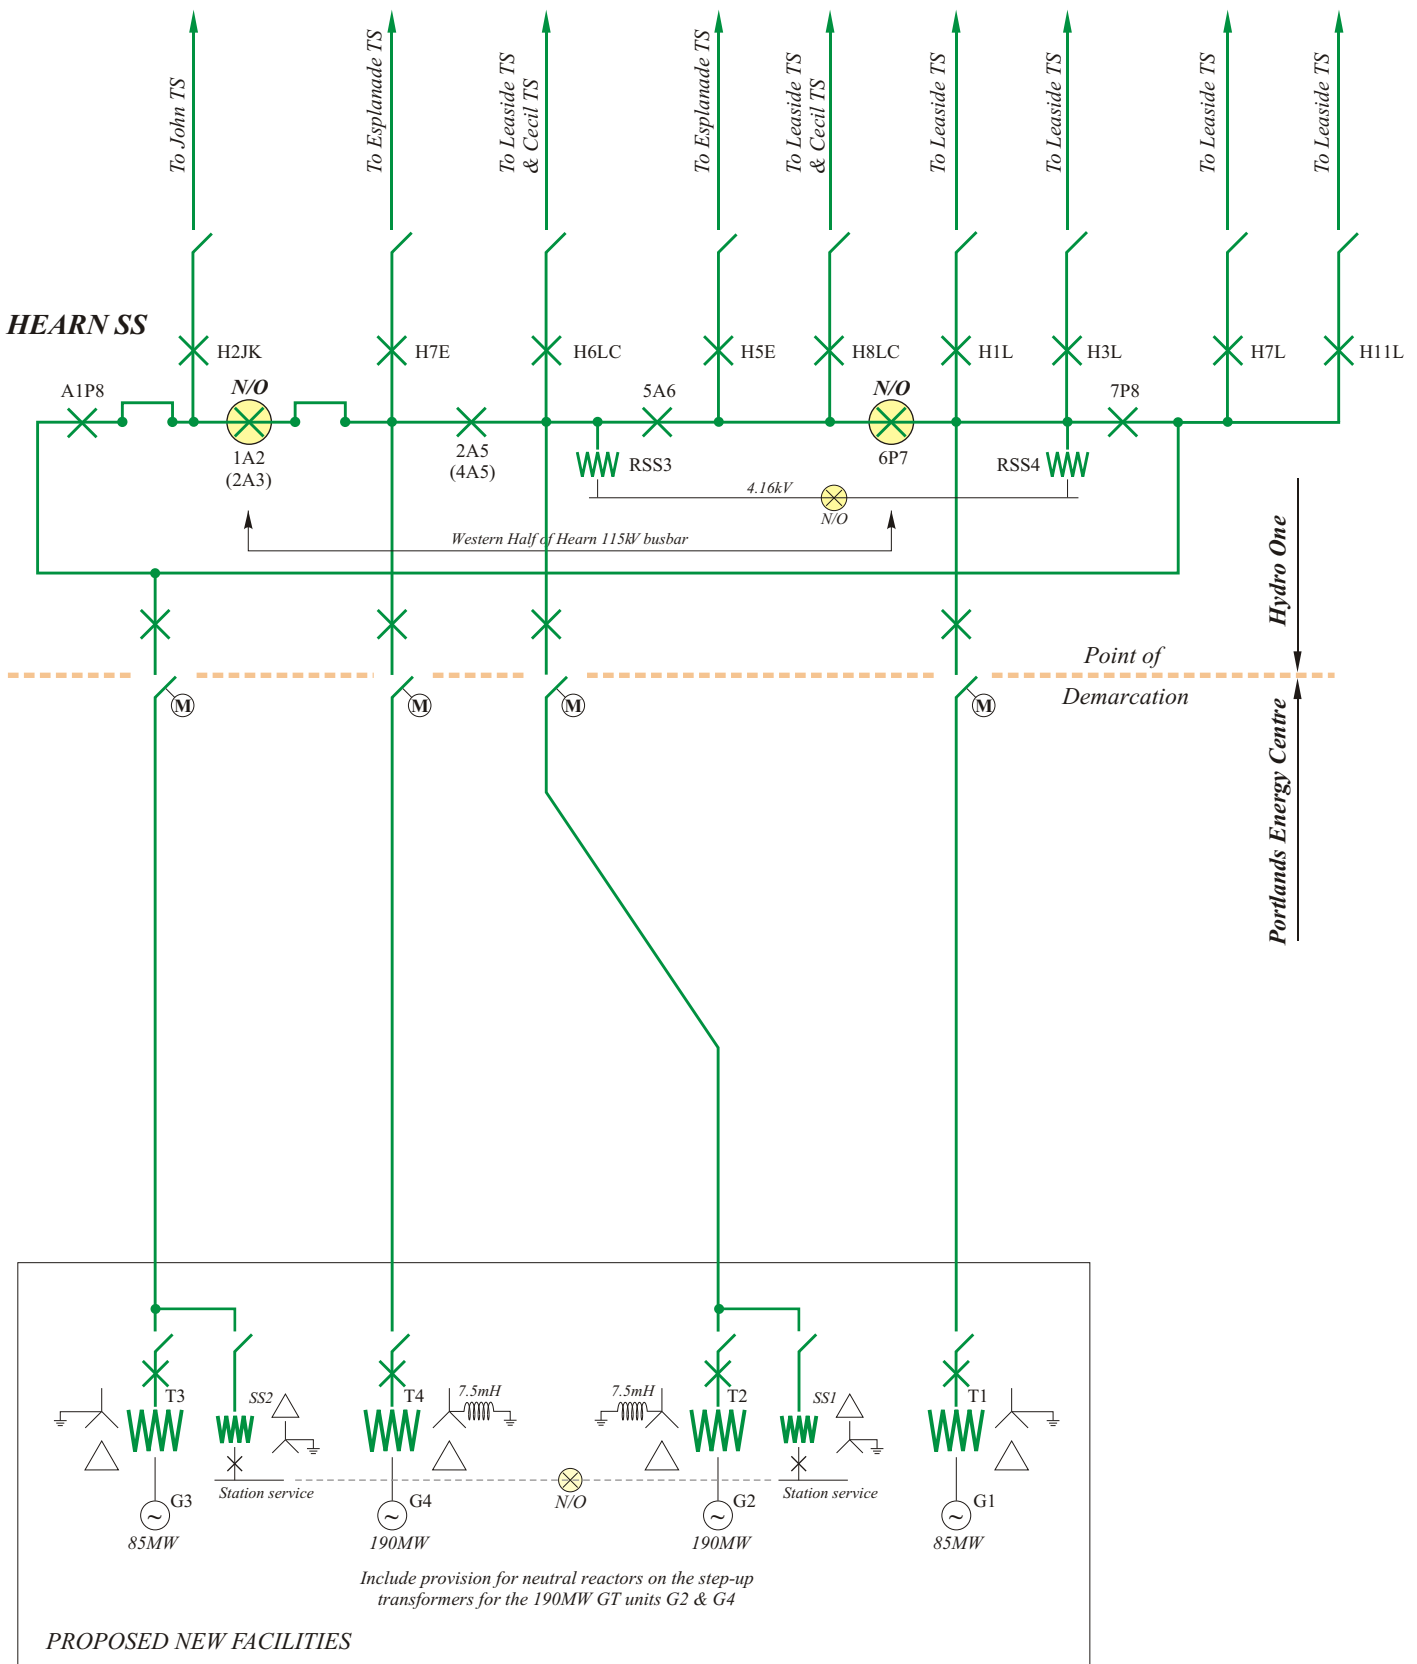 To John TS
To Esplanade TS
To Leaside TS
& Cecil TS
To Esplanade TS
To Leaside TS
& Cecil TS
To Leaside TS
To Leaside TS
To Leaside TS
To Leaside TS
HEARN SS
H2JK
H7E
H6LC
H5E
H8LC
H1L
H3L
H7L
H11L
A1P8
N/O
5A6
N/O
7P8
1A2
(2A3)
2A5
(4A5)
RSS3
6P7
RSS4
4.16kV
N/O
Western Half of Hearn 115kV busbar
Hydro One
Point of
Demarcation
M
M
M
M
Portlands Energy Centre
T3
SS2
T4
7.5mH
7.5mH
T2
SS1
T1
Station service
N/O
Station service
G3
G4
G2
G1
~
~
~
~
85MW
190MW
190MW
85MW
Include provision for neutral reactors on the step-up
transformers for the 190MW GT units G2 & G4
PROPOSED NEW FACILITIES